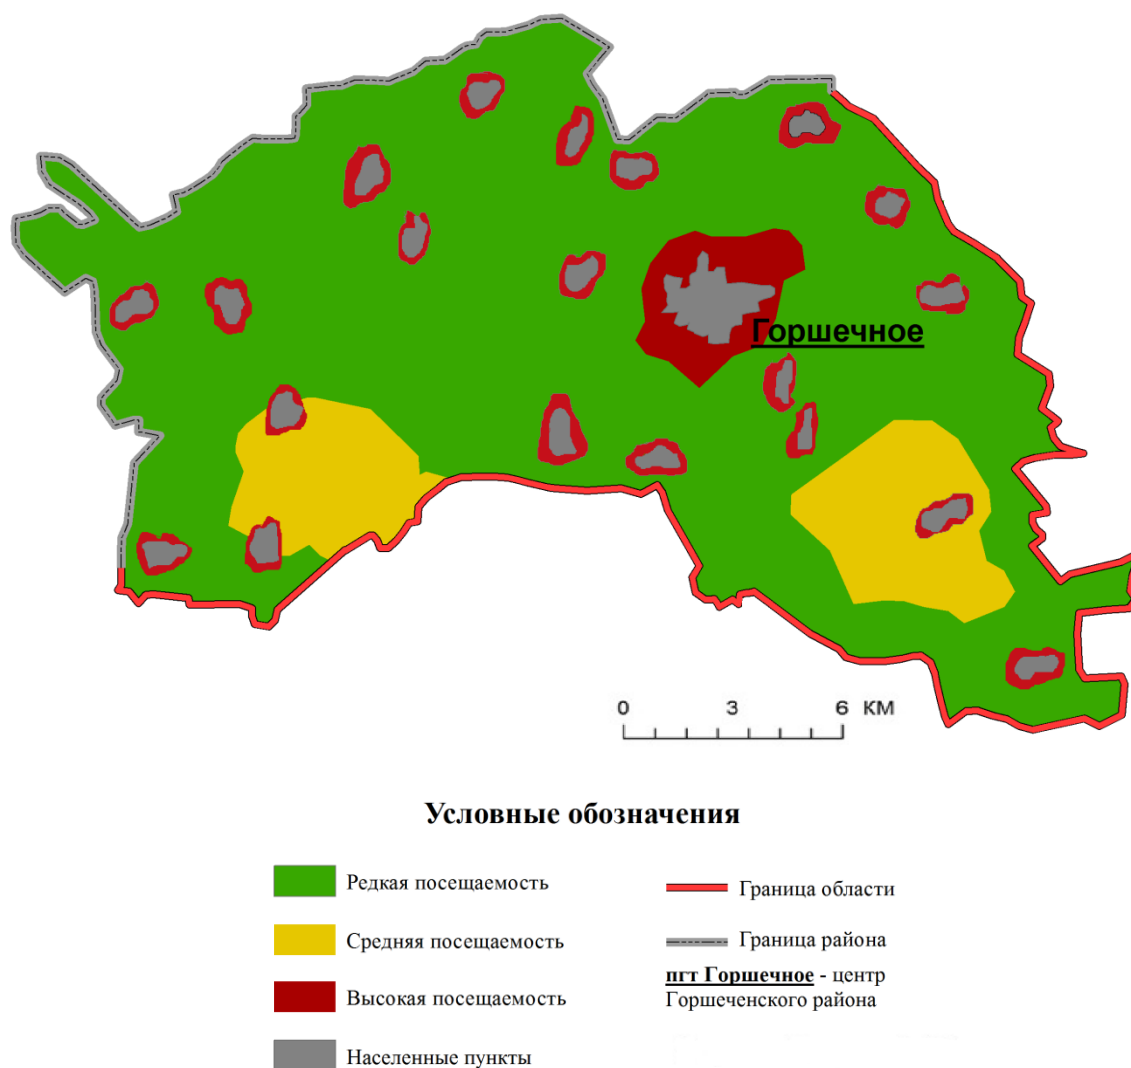 Горшечное
0 3 6 КМ
Условные обозначения
Редкая посещаемость
Средняя посещаемость
Высокая посещаемость
Населенные пункты
Граница области
Граница района
пгт Горшечное - центр
Горшеченского района